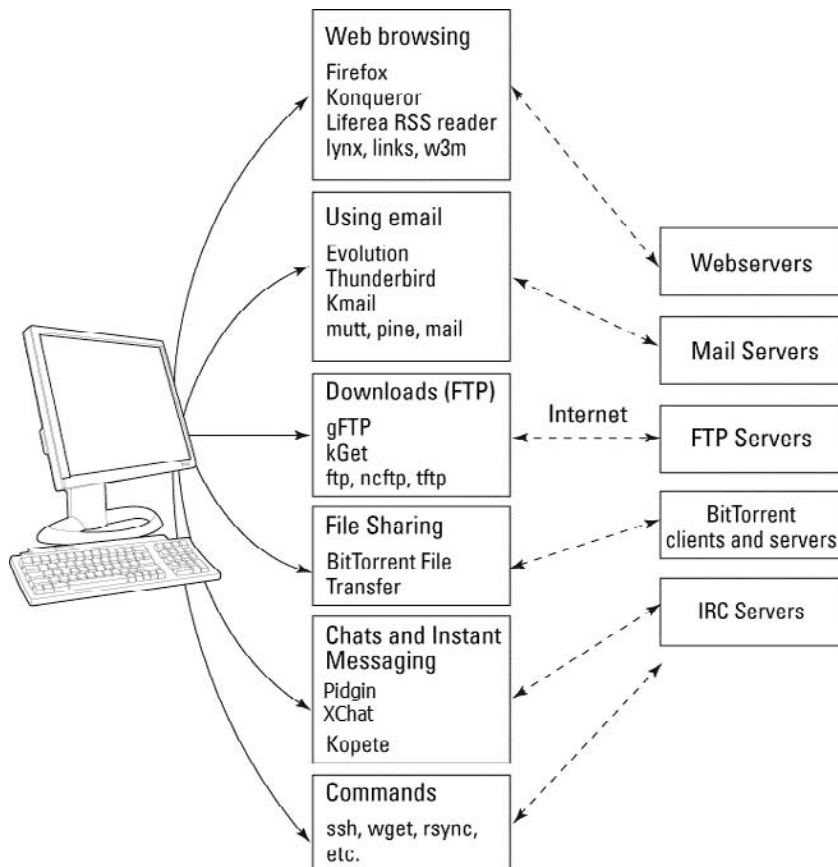 Web browsing
Firefox
Konqueror
Liferea RSS reader
lynx, links, w3m
Using email
Evolution
Thunderbird
Kmail
mutt, pine, mail
Downloads (FTP)
gFTP
kGet
ftp, ncftp, tftp
File Sharing
BitTorrent File
Transfer
Chats and Instant
Messaging
Pidgin
XChat
Kopete
Commands
ssh, wget, rsync,
etc.
Internet
Webservers
Mail Servers
FTP Servers
BitTorrent
clients and servers
IRC Servers